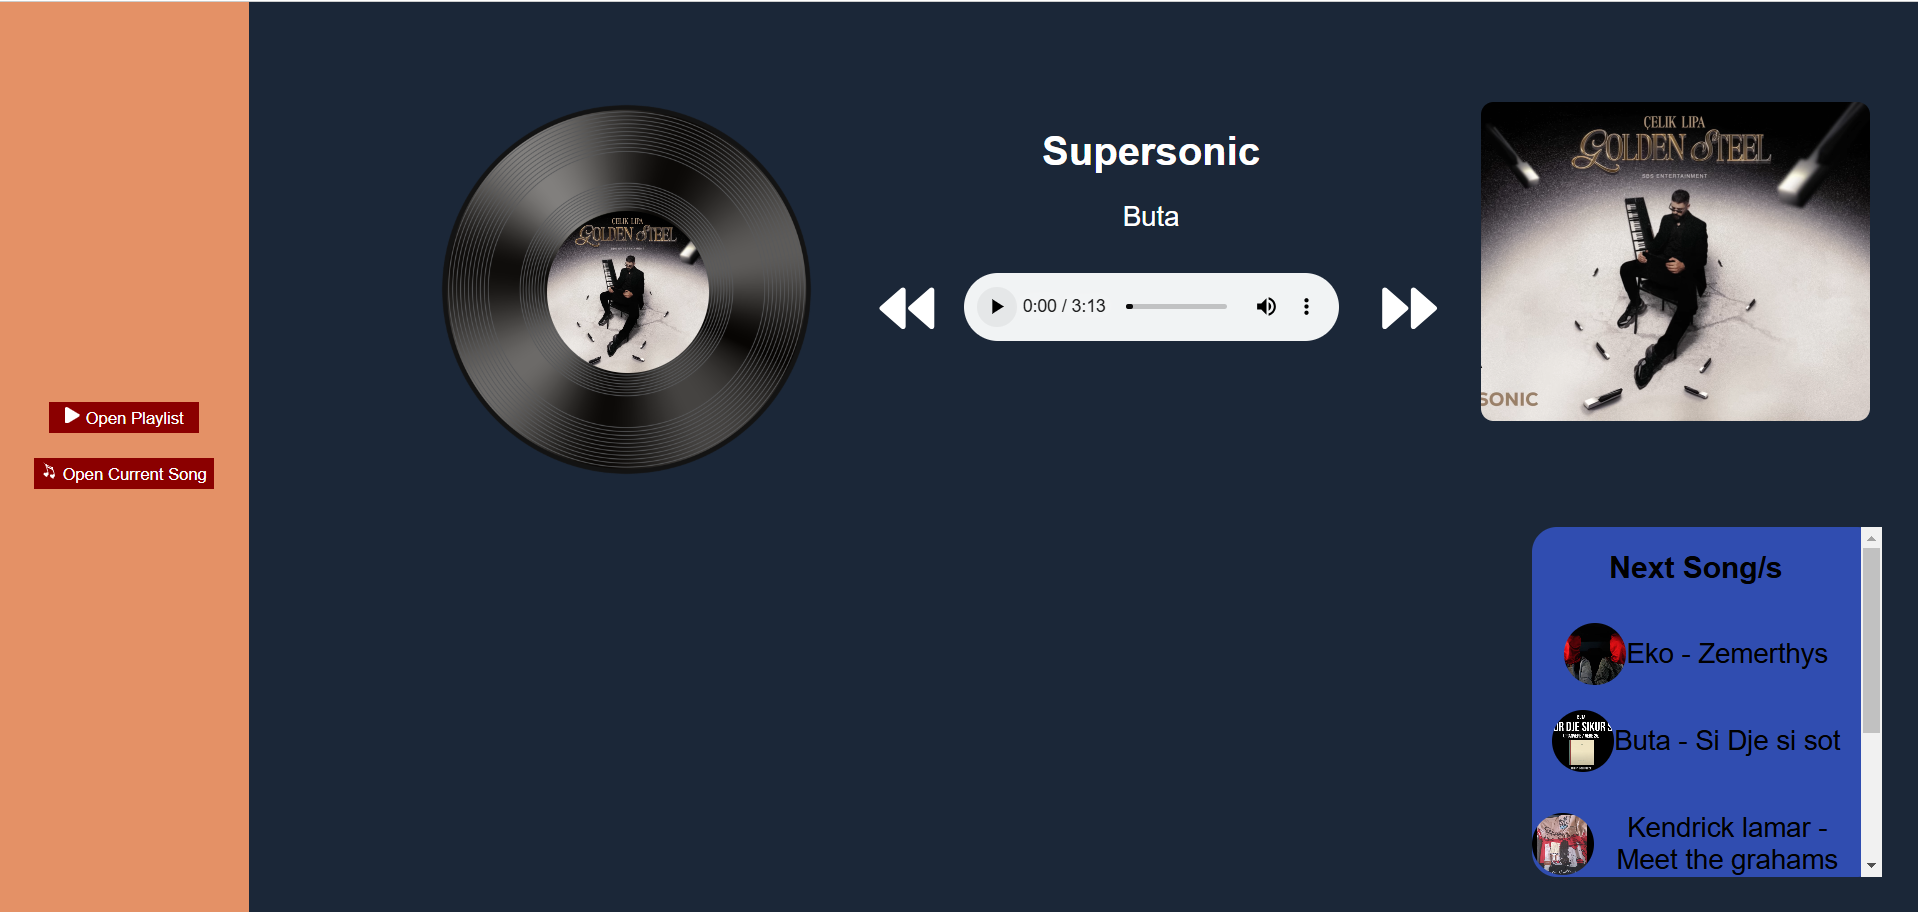 Open Playlist
Open Current Song
ÇELIK LIPA
GOLDEN STEEL
Supersonic
Buta
0:00 / 3:13
ÇELIK LIPA
GOLDEN STEEL
SBS ENTERTAINMENT
SONIC
Next Song/s
Eko - Zemerthys
Buta - Si Dje si sot
Kendrick lamar -
Meet the grahams